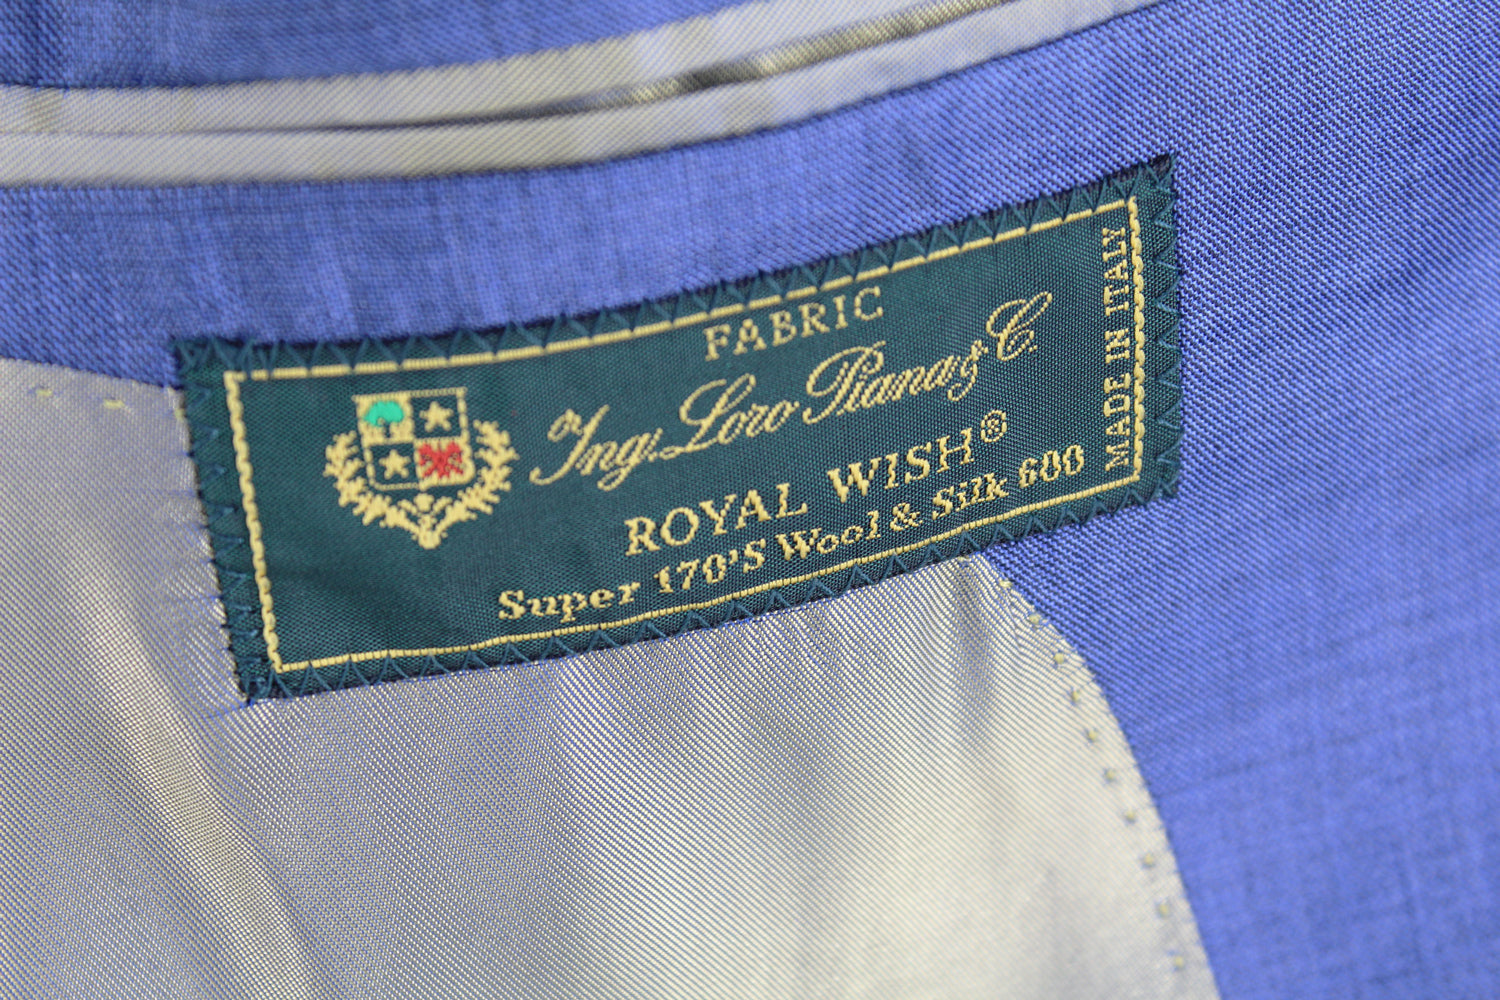 FABRIC
Ing. Loro Piana & C.
ROYAL WISH®
Super 170'S Wool & Silk 600
MADE IN ITALY